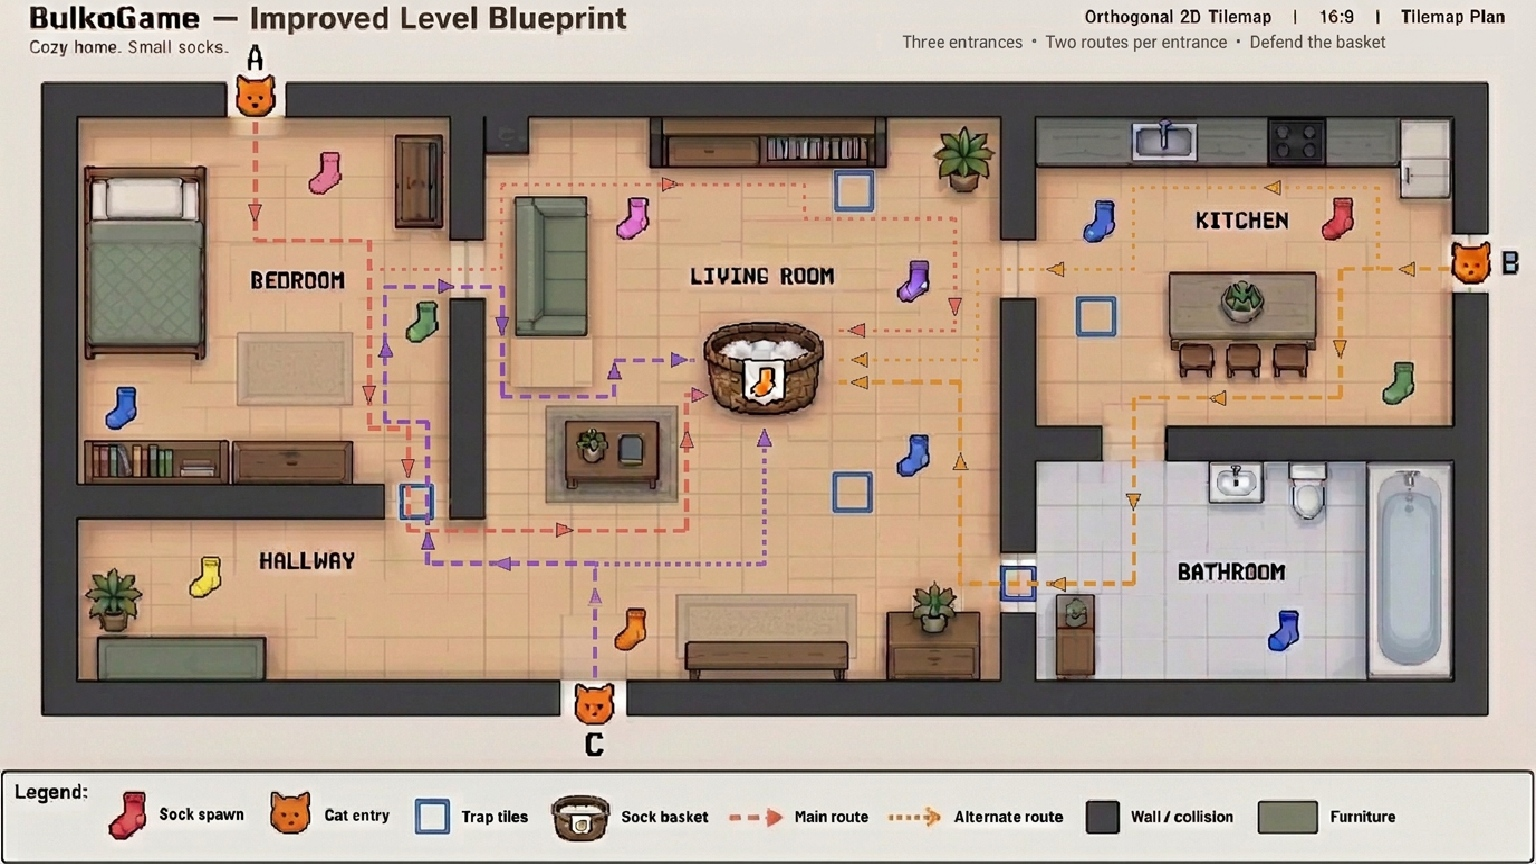 BulkoGame — Improved Level Blueprint
Cozy home. Small socks.
Orthogonal 2D Tilemap | 16:9 | Tilemap Plan
Three entrances • Two routes per entrance • Defend the basket
A
KITCHEN
B
BEDROOM
LIVING ROOM
HALLWAY
BATHROOM
C
Legend:
Sock spawn
Cat entry
Trap tiles
Sock basket
Main route
Alternate route
Wall / collision
Furniture